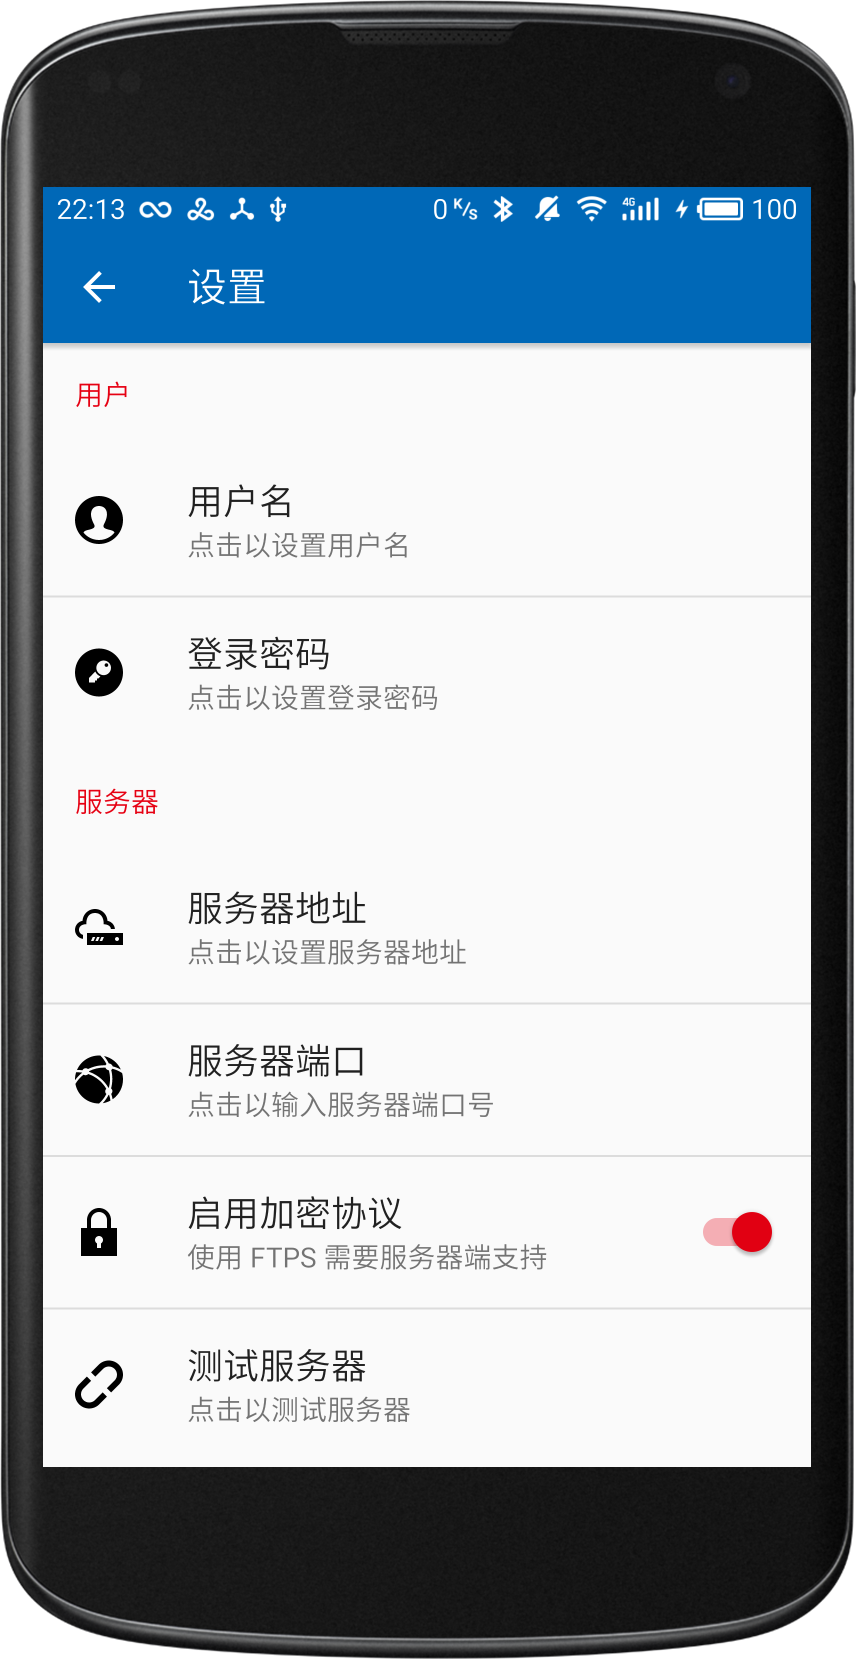 22:13 0 K/s 4G 100
设置
用户
用户名
点击以设置用户名
登录密码
点击以设置登录密码
服务器
服务器地址
点击以设置服务器地址
服务器端口
点击以输入服务器端口号
启用加密协议
使用 FTPS 需要服务器端支持
测试服务器
点击以测试服务器